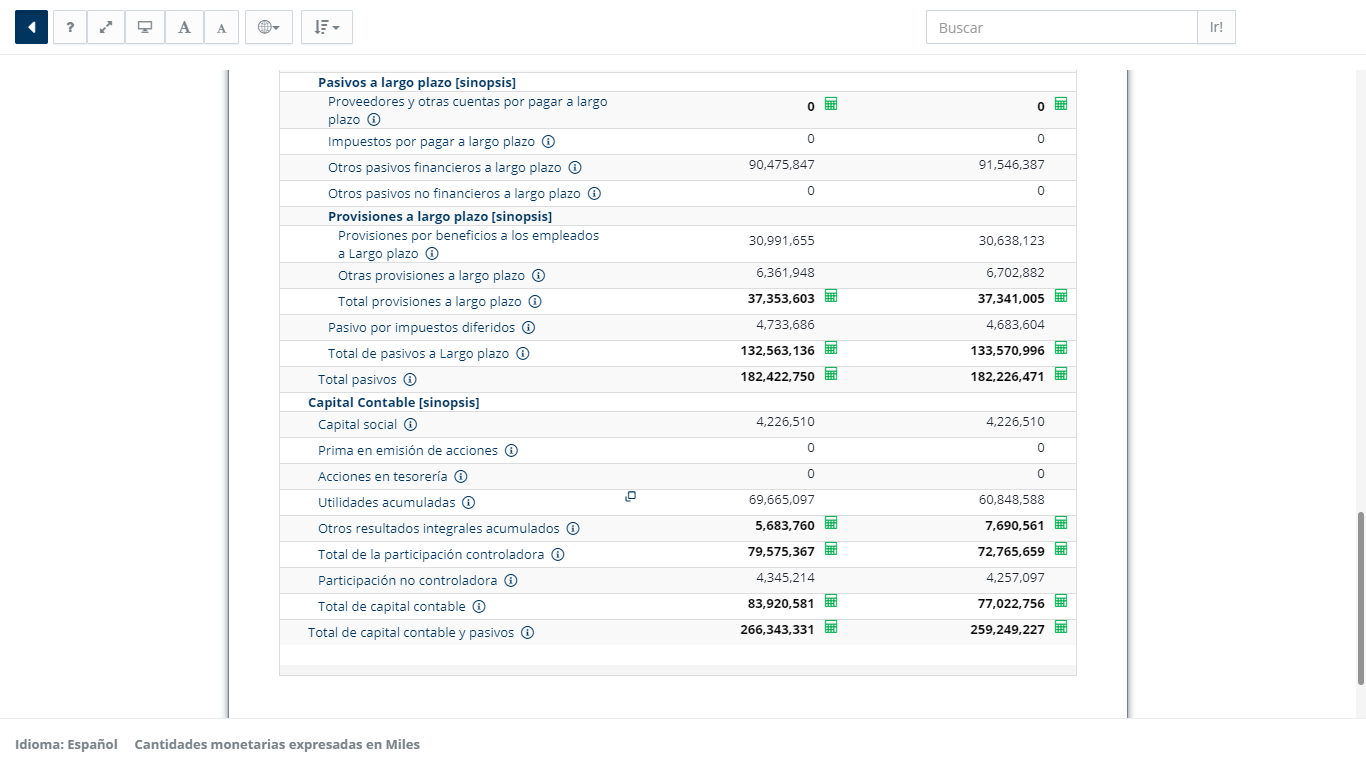 ?
A
A
Buscar
Ir!
Pasivos a largo plazo [sinopsis]
Proveedores y otras cuentas por pagar a largo
plazo
0 0
Impuestos por pagar a largo plazo 0 0
Otros pasivos financieros a largo plazo 90,475,847 91,546,387
Otros pasivos no financieros a largo plazo 0 0
Provisiones a largo plazo [sinopsis]
Provisiones por beneficios a los empleados
a Largo plazo
30,991,655 30,638,123
Otras provisiones a largo plazo 6,361,948 6,702,882
Total provisiones a largo plazo 37,353,603 37,341,005
Pasivo por impuestos diferidos 4,733,686 4,683,604
Total de pasivos a Largo plazo 132,563,136 133,570,996
Total pasivos 182,422,750 182,226,471
Capital Contable [sinopsis]
Capital social 4,226,510 4,226,510
Prima en emisión de acciones 0 0
Acciones en tesorería 0 0
Utilidades acumuladas 69,665,097 60,848,588
Otros resultados integrales acumulados 5,683,760 7,690,561
Total de la participación controladora 79,575,367 72,765,659
Participación no controladora 4,345,214 4,257,097
Total de capital contable 83,920,581 77,022,756
Total de capital contable y pasivos 266,343,331 259,249,227
Idioma: Español Cantidades monetarias expresadas en Miles